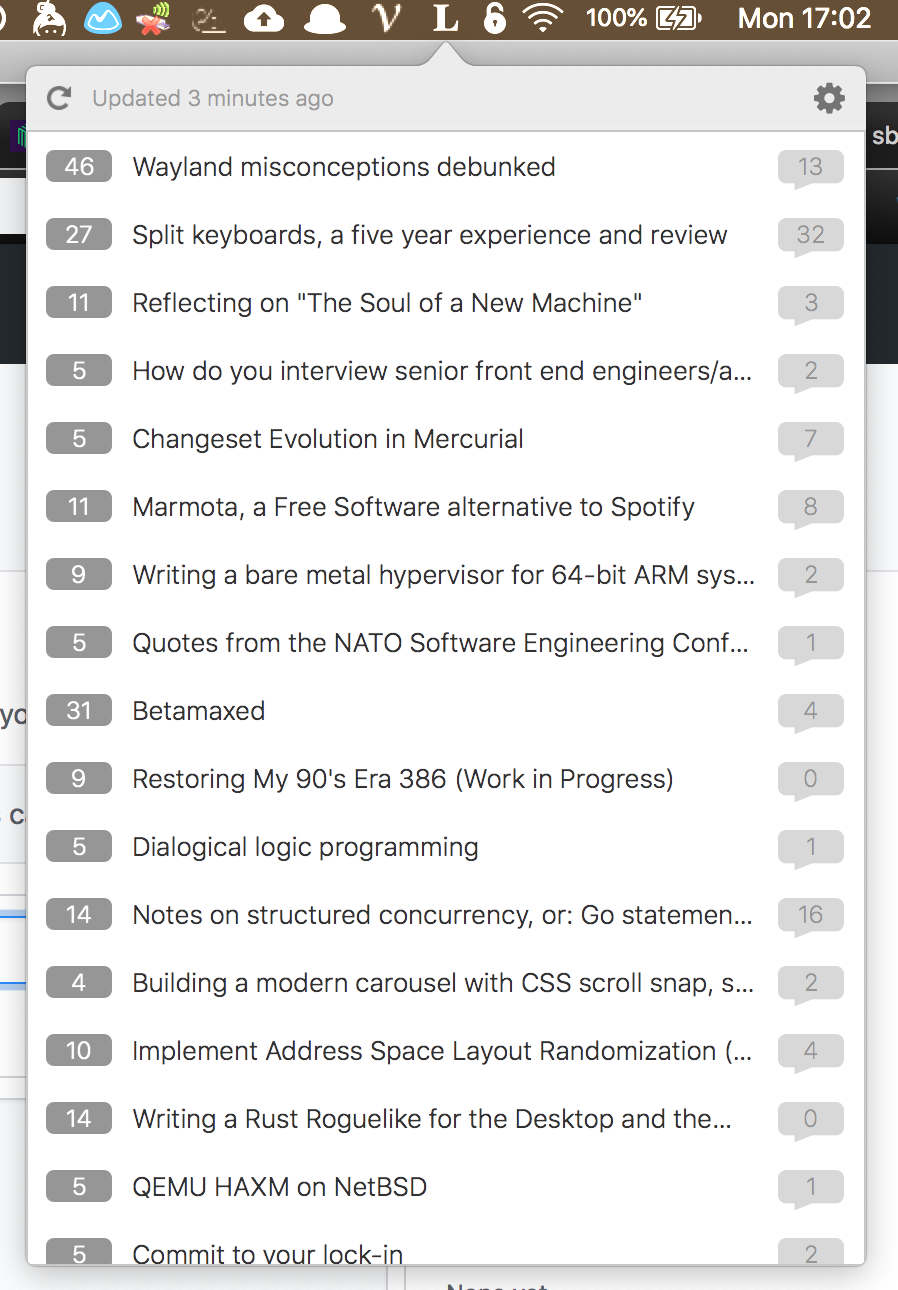 V L 100% Mon 17:02
Updated 3 minutes ago
sb
46 Wayland misconceptions debunked 13
27 Split keyboards, a five year experience and review 32
11 Reflecting on "The Soul of a New Machine" 3
5 How do you interview senior front end engineers/a... 2
5 Changeset Evolution in Mercurial 7
11 Marmota, a Free Software alternative to Spotify 8
9 Writing a bare metal hypervisor for 64-bit ARM sys... 2
5 Quotes from the NATO Software Engineering Conf... 1
yo
31 Betamaxed 4
9 Restoring My 90's Era 386 (Work in Progress) 0
c
5 Dialogical logic programming 1
14 Notes on structured concurrency, or: Go statemen... 16
4 Building a modern carousel with CSS scroll snap, s... 2
10 Implement Address Space Layout Randomization (... 4
14 Writing a Rust Roguelike for the Desktop and the... 0
5 QEMU HAXM on NetBSD 1
5 Commit to your lock-in 2
None yet